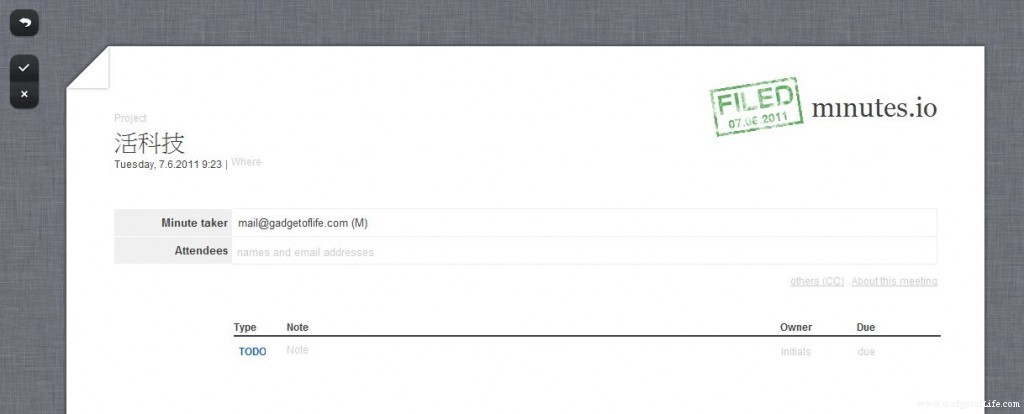 FILED
07.06.2011
minutes.io
Project
活科技
Tuesday, 7.6.2011 9:23 | Where
Minute taker mail@gadgetoflife.com (M)
Attendees names and email addresses
others (CC) About this meeting
Type Note Owner Due
TODO Note Initials due
www.GadgetofLife.com